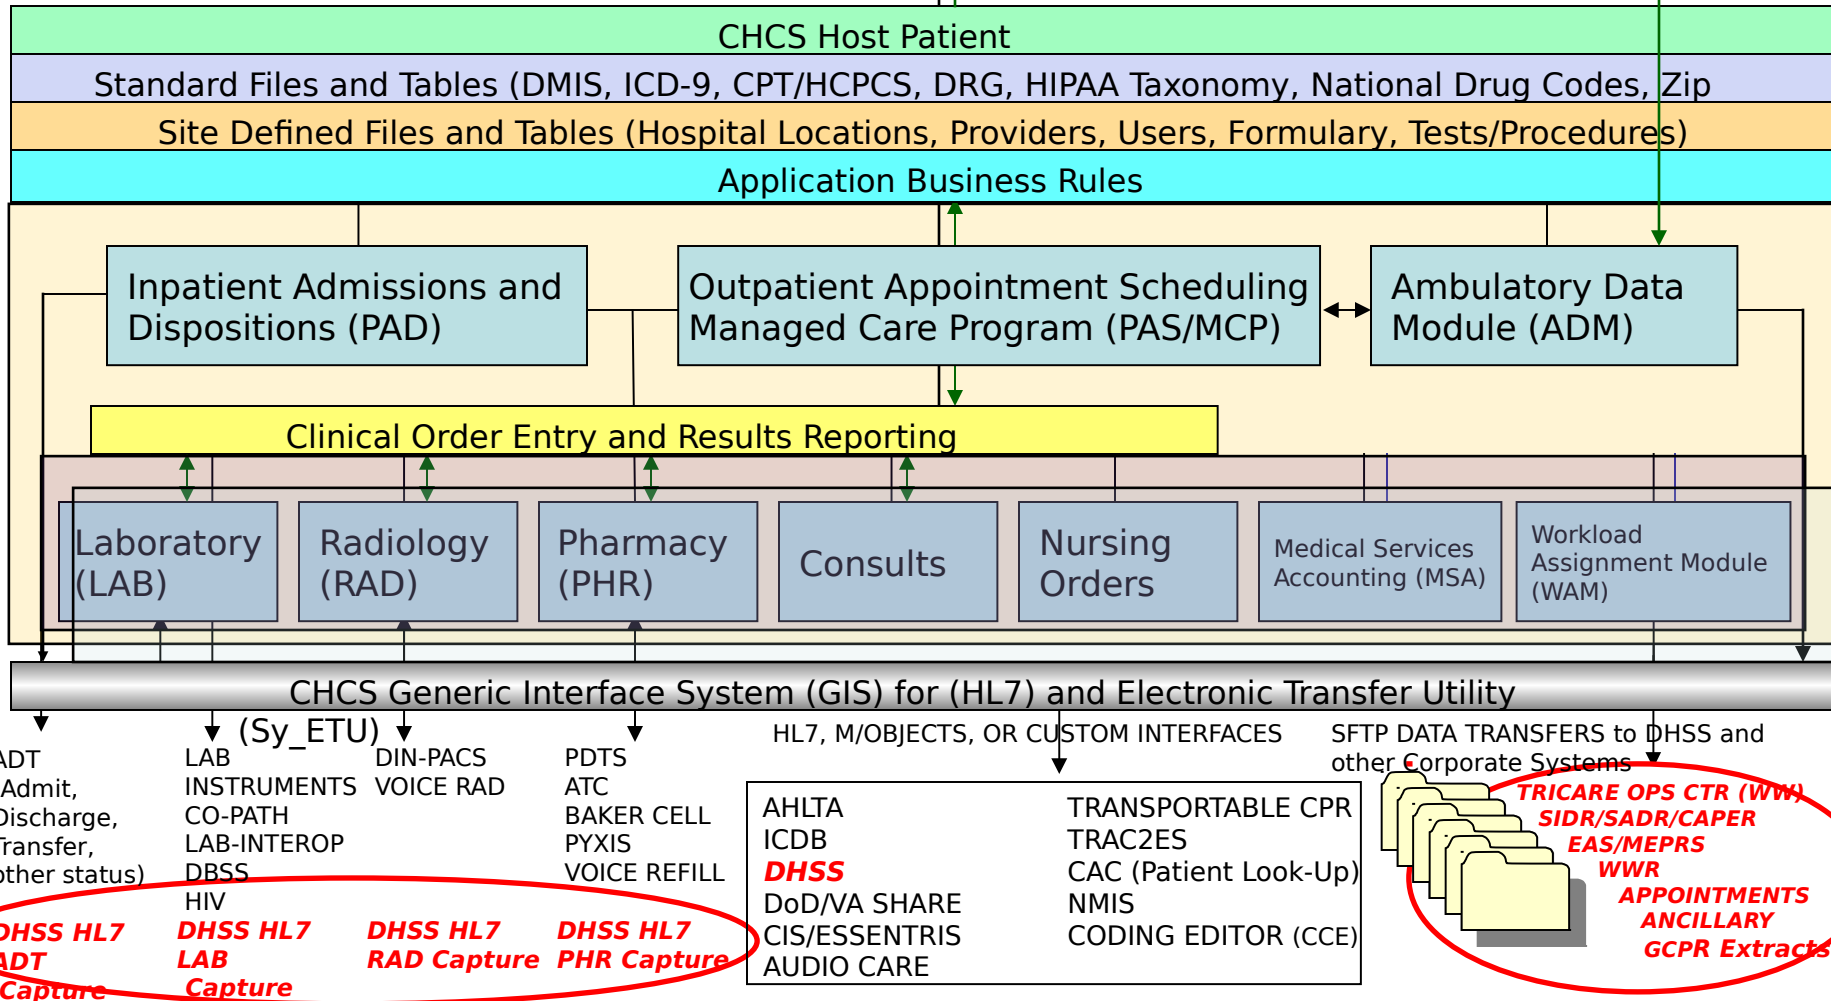 CHCS Host Patient
Standard Files and Tables (DMIS, ICD-9, CPT/HCPCS, DRG, HIPAA Taxonomy, National Drug Codes, Zip
Site Defined Files and Tables (Hospital Locations, Providers, Users, Formulary, Tests/Procedures)
Application Business Rules
Inpatient Admissions and
Dispositions (PAD)
Outpatient Appointment Scheduling
Managed Care Program (PAS/MCP)
Ambulatory Data
Module (ADM)
Clinical Order Entry and Results Reporting
Laboratory
(LAB)
Radiology
(RAD)
Pharmacy
(PHR)
Consults
Nursing
Orders
Medical Services
Accounting (MSA)
Workload
Assignment Module
(WAM)
CHCS Generic Interface System (GIS) for (HL7) and Electronic Transfer Utility
(Sy_ETU)
ADT
Admit,
Discharge,
Transfer,
other status)
DHSS HL7
ADT
Capture
LAB
INSTRUMENTS
CO-PATH
LAB-INTEROP
DBSS
HIV
DHSS HL7
LAB
Capture
DIN-PACS
VOICE RAD
DHSS HL7
RAD Capture
PDTS
ATC
BAKER CELL
PYXIS
VOICE REFILL
DHSS HL7
PHR Capture
HL7, M/OBJECTS, OR CUSTOM INTERFACES
AHLTA
ICDB
DHSS
DoD/VA SHARE
CIS/ESSENTRIS
AUDIO CARE
TRANSPORTABLE CPR
TRAC2ES
CAC (Patient Look-Up)
NMIS
CODING EDITOR (CCE)
SFTP DATA TRANSFERS to DHSS and
other Corporate Systems
TRICARE OPS CTR (WW)
SIDR/SADR/CAPER
EAS/MEPRS
WWR
APPOINTMENTS
ANCILLARY
GCPR Extracts